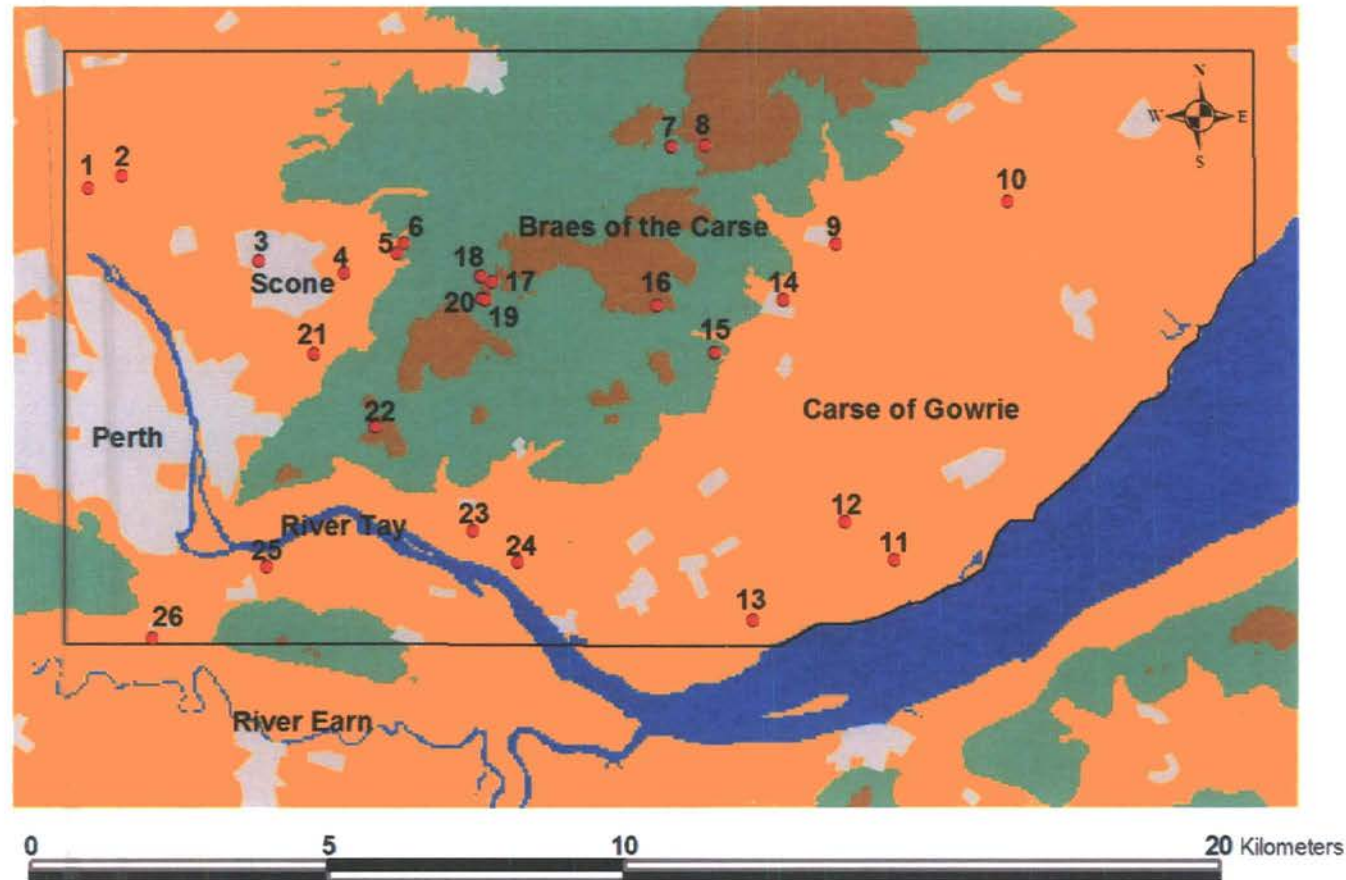 N
W E
S
7 8
1 2
10
Braes of the Carse
9
3 4 5 6
Scone
18 17
16 14
20 19
21
15
Carse of Gowrie
22
Perth
12
River Tay 23
24
11
25
13
26
River Earn
0 5 10 20 Kilometers